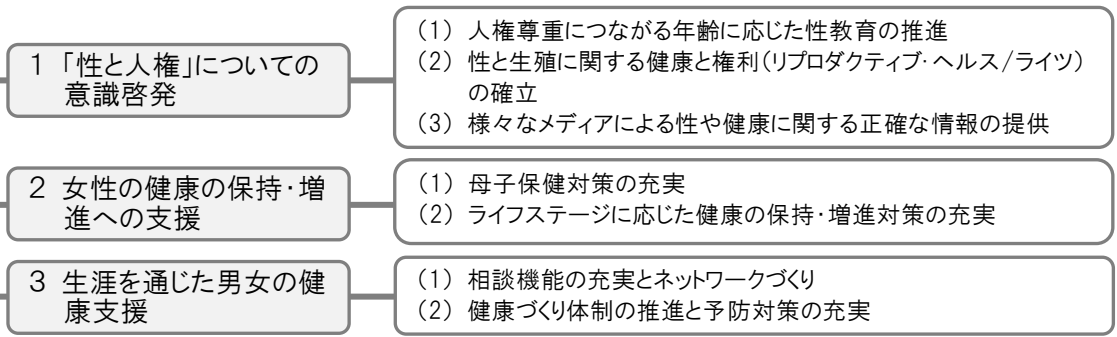 1 「性と人権」についての
意識啓発
(1) 人権尊重につながる年齢に応じた性教育の推進
(2) 性と生殖に関する健康と権利(リプロダクティブ･ヘルス/ライツ)
の確立
(3) 様々なメディアによる性や健康に関する正確な情報の提供
2 女性の健康の保持･増
進への支援
(1) 母子保健対策の充実
(2) ライフステージに応じた健康の保持･増進対策の充実
3 生涯を通じた男女の健
康支援
(1) 相談機能の充実とネットワークづくり
(2) 健康づくり体制の推進と予防対策の充実